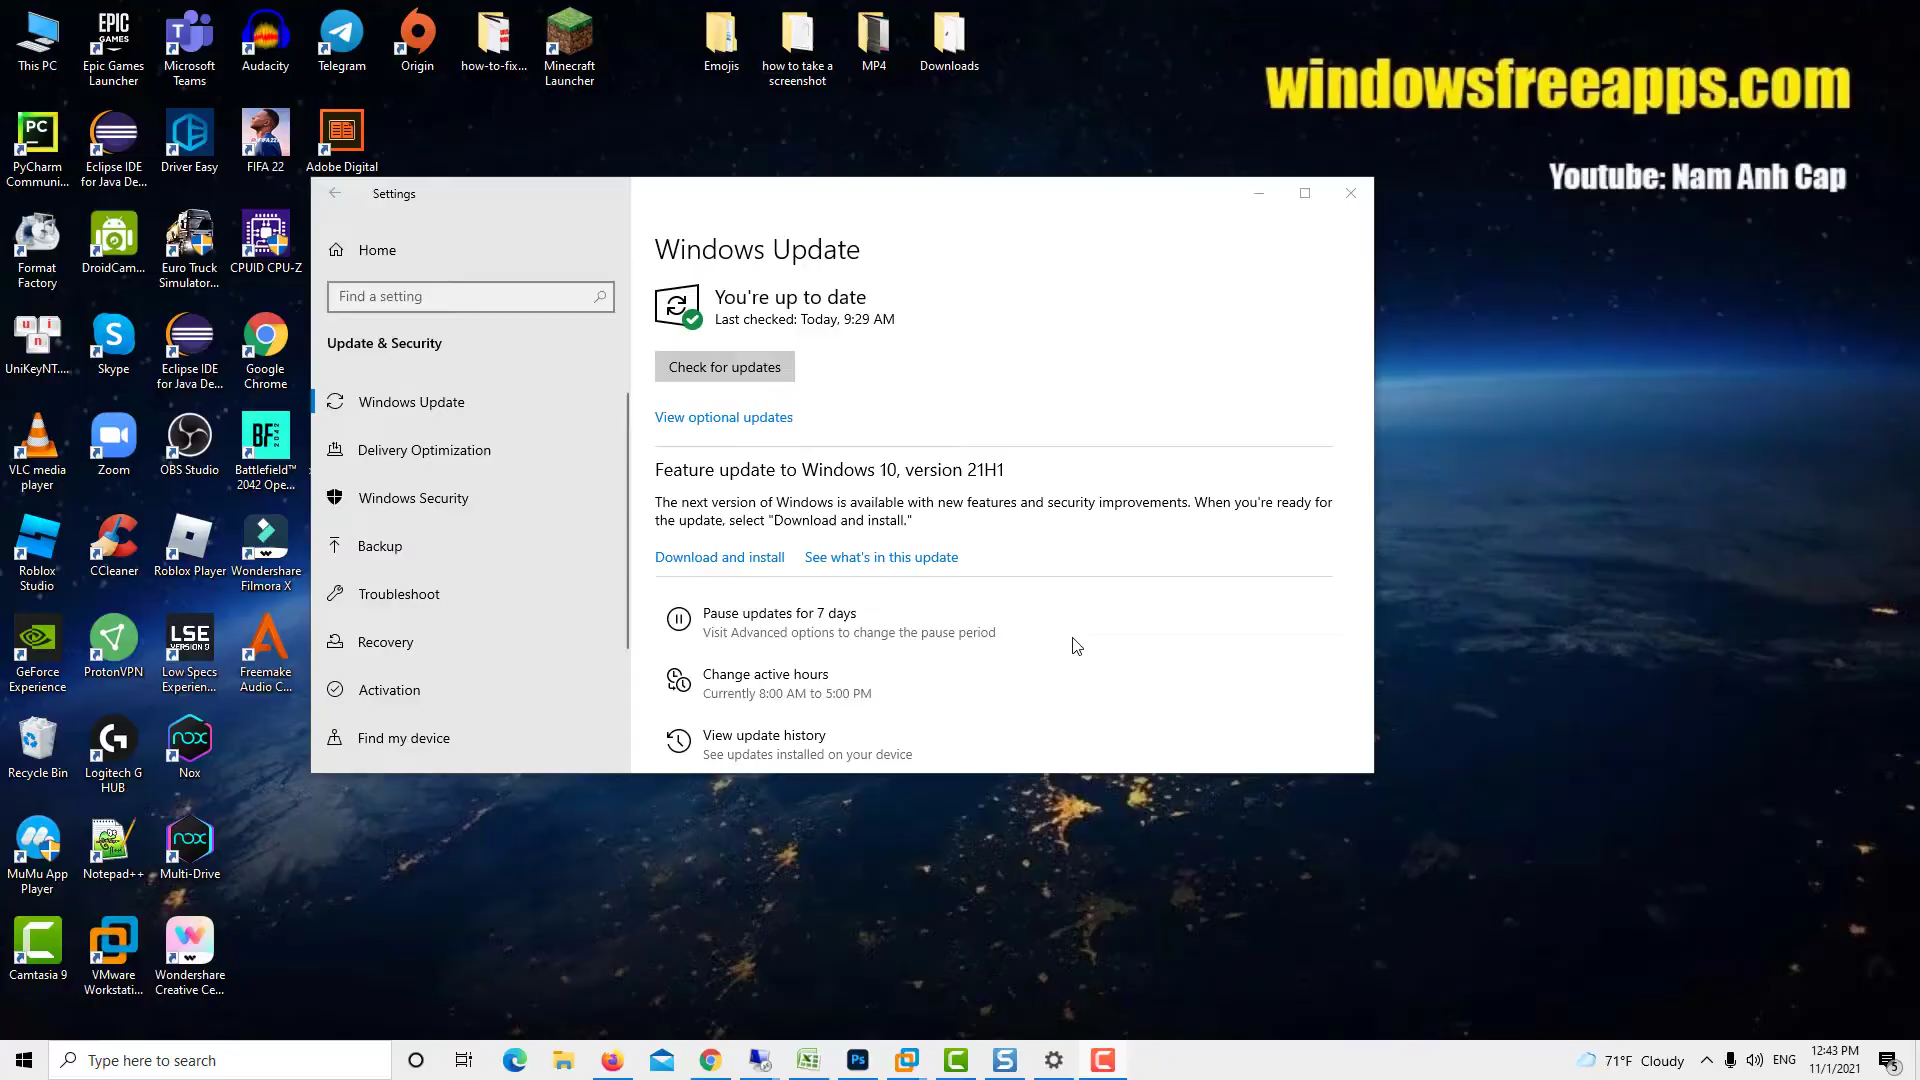 This PC
Epic Games
Launcher
Microsoft
Teams
Audacity
Telegram
Origin
how-to-fix...
Minecraft
Launcher
Emojis
how to take a
screenshot
MP4
Downloads
windowsfreeapps.com
Youtube: Nam Anh Cap
PyCharm
Communi...
Eclipse IDE
for Java De...
Driver Easy
FIFA 22
Adobe Digital
Format
Factory
DroidCam...
Euro Truck
Simulator...
CPUID CPU-Z
UniKeyNT....
Skype
Eclipse IDE
for Java De...
Google
Chrome
VLC media
player
Zoom
OBS Studio
Battlefield™
2042 Ope...
Roblox
Studio
CCleaner
Roblox Player
Wondershare
Filmora X
GeForce
Experience
ProtonVPN
LSE
VERSION 9
Low Specs
Experien...
Freemake
Audio C...
Recycle Bin
Logitech G
HUB
Nox
MuMu App
Player
Notepad++
Multi-Drive
Camtasia 9
VMware
Workstati...
Wondershare
Creative Ce...
Settings
Home
Find a setting
Update & Security
Windows Update
Delivery Optimization
Windows Security
Backup
Troubleshoot
Recovery
Activation
Find my device
Windows Update
You're up to date
Last checked: Today, 9:29 AM
Check for updates
View optional updates
Feature update to Windows 10, version 21H1
The next version of Windows is available with new features and security improvements. When you're ready for
the update, select "Download and install."
Download and install See what's in this update
Pause updates for 7 days
Visit Advanced options to change the pause period
Change active hours
Currently 8:00 AM to 5:00 PM
View update history
See updates installed on your device
Type here to search
71°F Cloudy
ENG
12:43 PM
11/1/2021
5